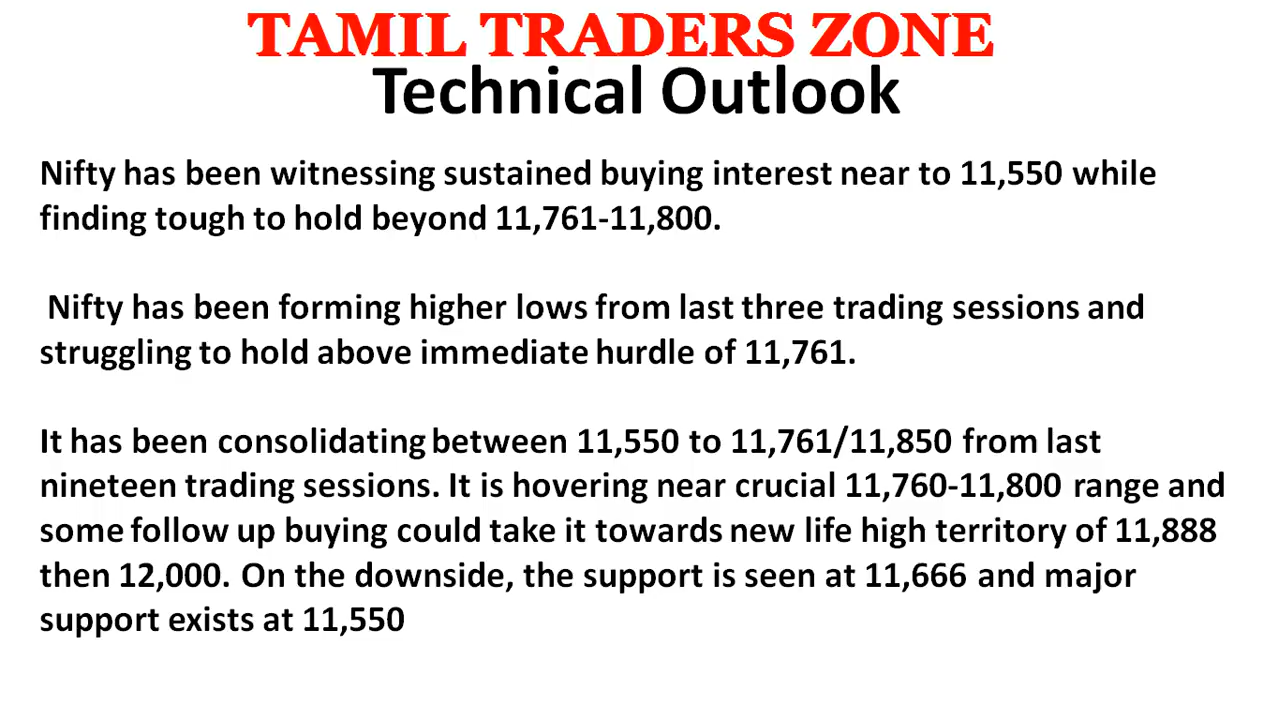 TAMIL TRADERS ZONE
Technical Outlook
Nifty has been witnessing sustained buying interest near to 11,550 while
finding tough to hold beyond 11,761-11,800.
Nifty has been forming higher lows from last three trading sessions and
struggling to hold above immediate hurdle of 11,761.
It has been consolidating between 11,550 to 11,761/11,850 from last
nineteen trading sessions. It is hovering near crucial 11,760-11,800 range and
some follow up buying could take it towards new life high territory of 11,888
then 12,000. On the downside, the support is seen at 11,666 and major
support exists at 11,550